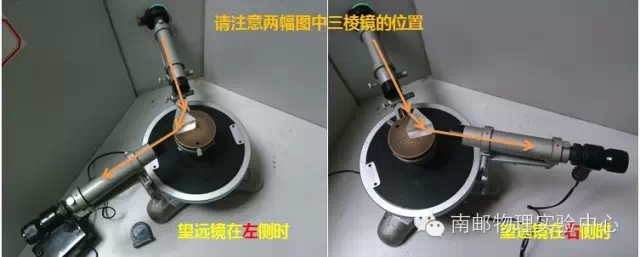 请注意两幅图中三棱镜的位置
望远镜在左侧时
望远镜在右侧时
南邮物理实验中心